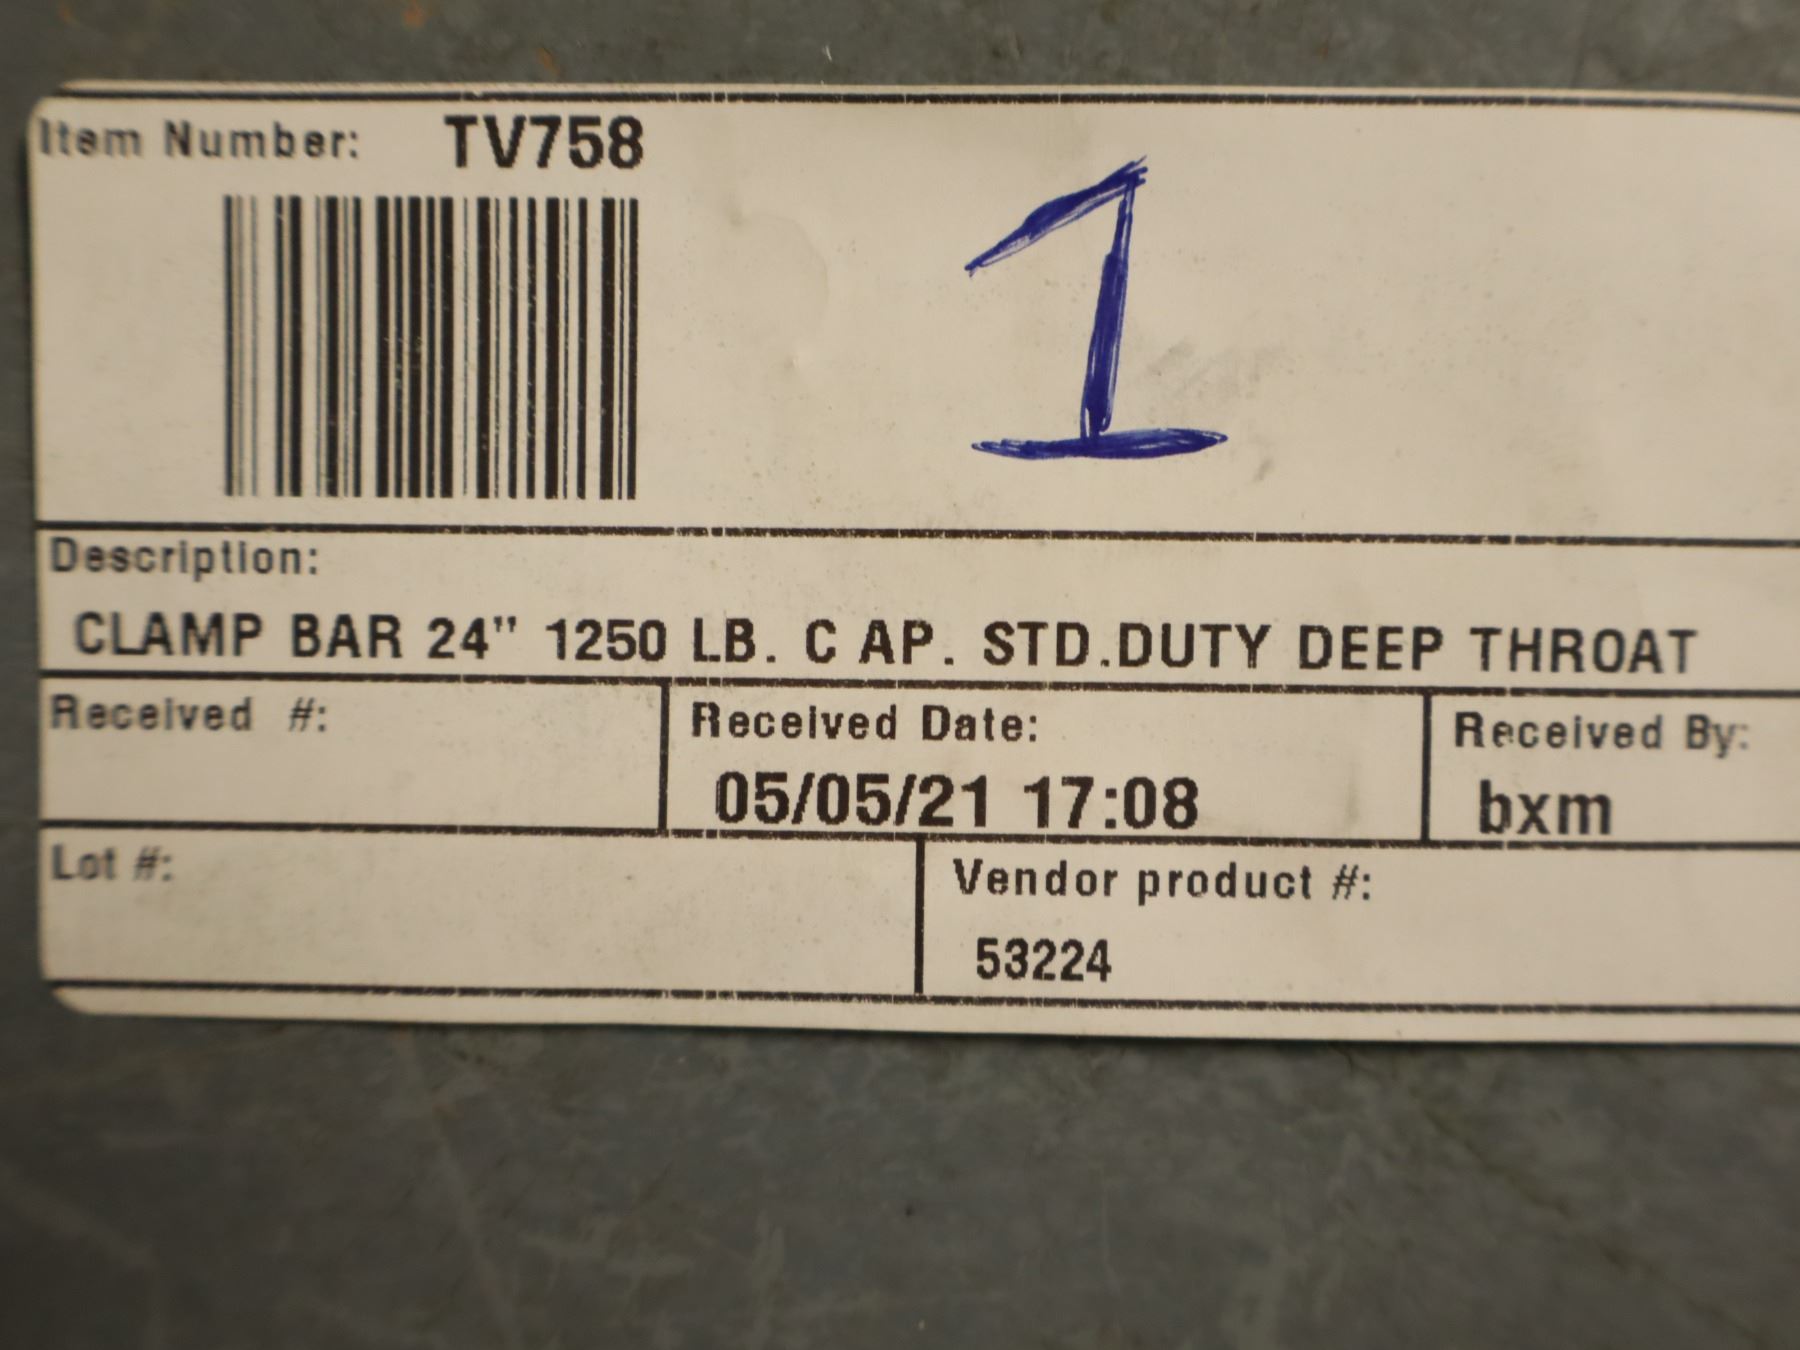 Item Number: TV758
1
Description:
CLAMP BAR 24" 1250 LB. C AP. STD.DUTY DEEP THROAT
Received #:
Received Date:
Received By:
05/05/21 17:08
bxm
Lot #:
Vendor product #:
53224